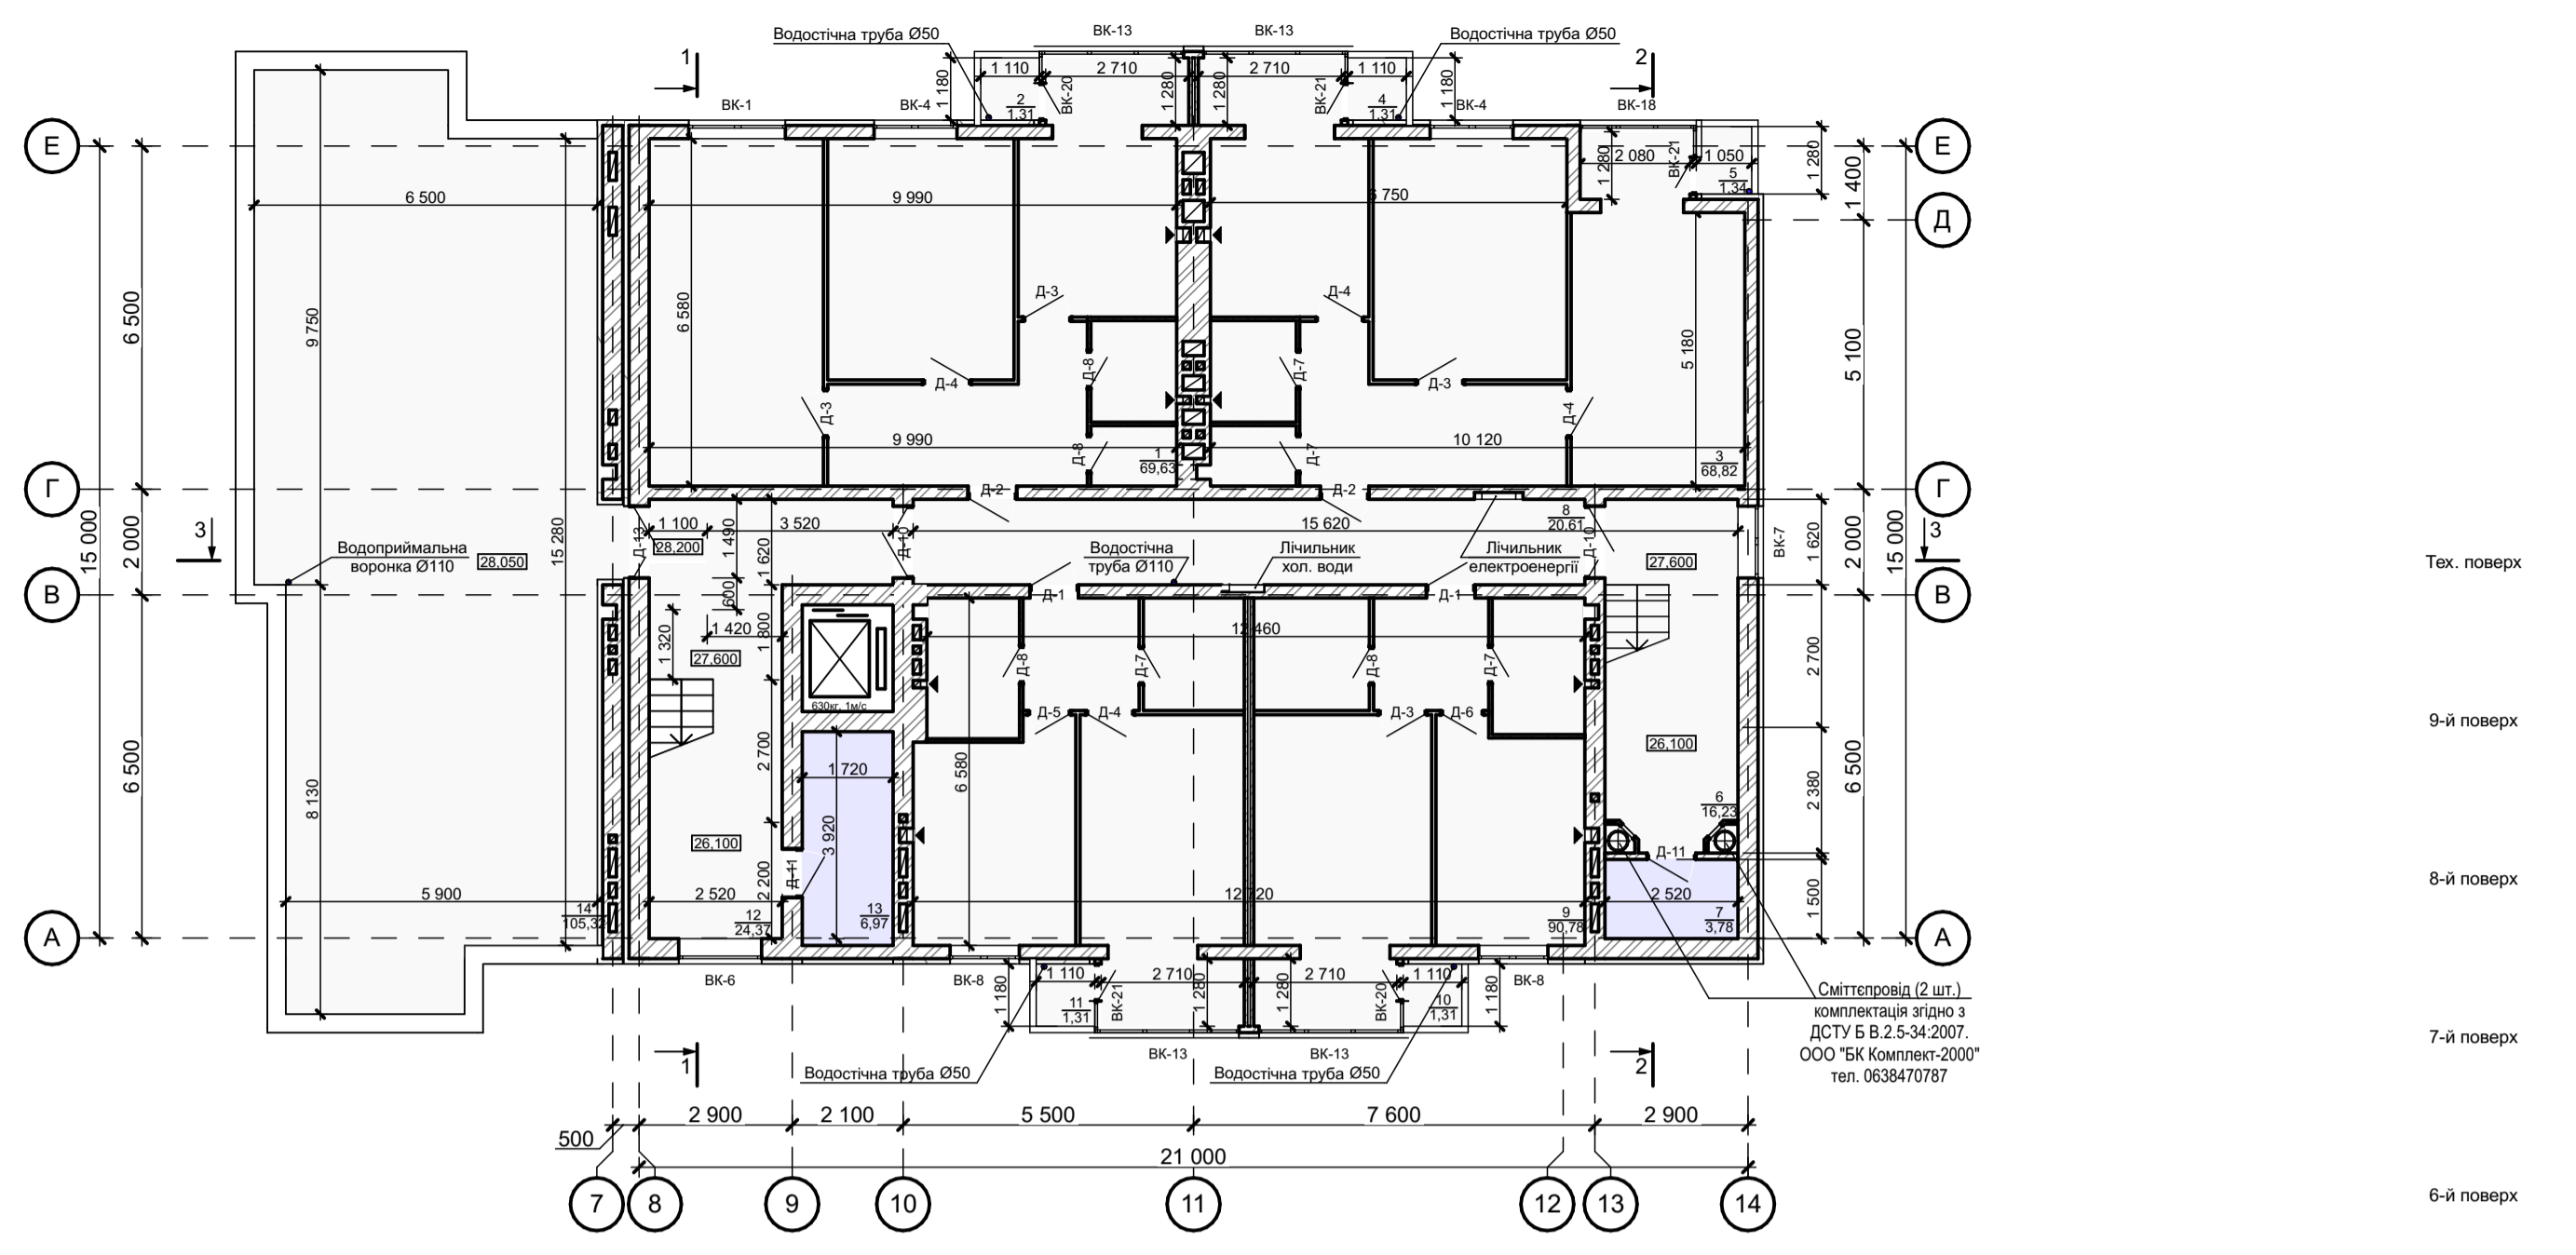 Водостічна труба Ø50
ВК-13
ВК-13
Водостічна труба Ø50
1
2
1 110
2 710
2 710
1 110
1 180
1 280
1 280
1 180
ВК-20
ВК-21
ВК-1
ВК-4
2
1,31
4
1,31
ВК-4
ВК-18
Е
Е
1 280
2 080
ВК-21
1 050
1 280
1 400
5
1,34
6 500
9 990
6 750
Д
6 500
9 750
6 580
Д-3
Д-4
5 180
5 100
Д-8
Д-7
Д-4
Д-3
Д-3
Д-4
9 990
10 120
Д-8
Д-7
1
69,63
3
68,82
Г
Д-2
Д-2
Г
15 000
2 000
3
15 280
Д-13
1 100
1 490
3 520
1 620
Д-10
15 620
8
20,61
Д-10
ВК-7
1 620
2 000
15 000
3
28,200
Водоприймальна
воронка Ø110
28,050
Водостічна
труба Ø110
Лічильник
хол. води
Лічильник
електроенергії
27,600
Тех. поверх
В
600
Д-1
Д-1
В
1 320
1 420
1 800
12 460
27,600
2 700
Д-8
Д-7
Д-8
Д-7
630кг, 1м/с
Д-5
Д-4
Д-3
Д-6
9-й поверх
6 500
8 130
2 700
1 720
6 580
26,100
2 380
6 500
6
16,23
26,100
3 920
Д-11
Д-11
2 200
8-й поверх
5 900
2 520
12 720
2 520
1 500
14
105,32
12
24,37
13
6,97
9
90,78
7
3,78
А
А
ВК-6
ВК-8
1 110
2 710
2 710
1 110
ВК-8
1 180
1 280
1 280
1 180
11
1,31
ВК-21
ВК-20
10
1,31
Сміттєпровід (2 шт.)
комплектація згідно з
ДСТУ Б В.2.5-34:2007.
ООО "БК Комплект-2000"
тел. 0638470787
7-й поверх
ВК-13
ВК-13
1
2
Водостічна труба Ø50
Водостічна труба Ø50
500
2 900
2 100
5 500
7 600
2 900
21 000
7
8
9
10
11
12
13
14
6-й поверх